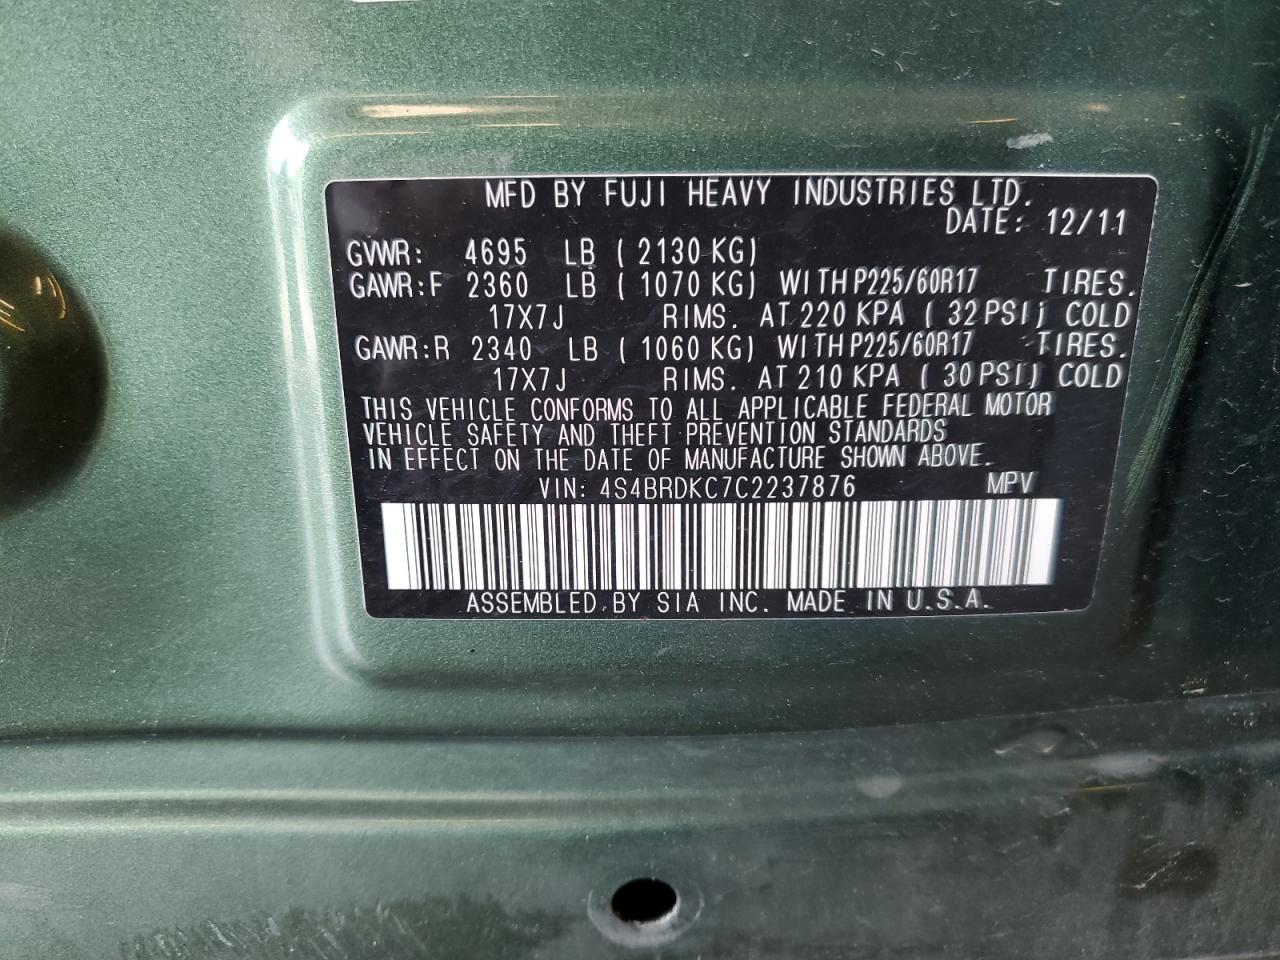 MFD BY FUJI HEAVY INDUSTRIES LTD.
DATE: 12/11
GVWR: 4695 LB ( 2130 KG)
GAWR:F 2360 LB ( 1070 KG) WITH P225/60R17 TIRES.
17X7J RIMS. AT 220 KPA ( 32 PSI) COLD
GAWR:R 2340 LB ( 1060 KG) WITH P225/60R17 TIRES.
17X7J RIMS. AT 210 KPA ( 30 PSI) COLD
THIS VEHICLE CONFORMS TO ALL APPLICABLE FEDERAL MOTOR
VEHICLE SAFETY AND THEFT PREVENTION STANDARDS
IN EFFECT ON THE DATE OF MANUFACTURE SHOWN ABOVE.
VIN: 4S4BRDKC7C2237876 MPV
ASSEMBLED BY SIA INC. MADE IN U.S.A.